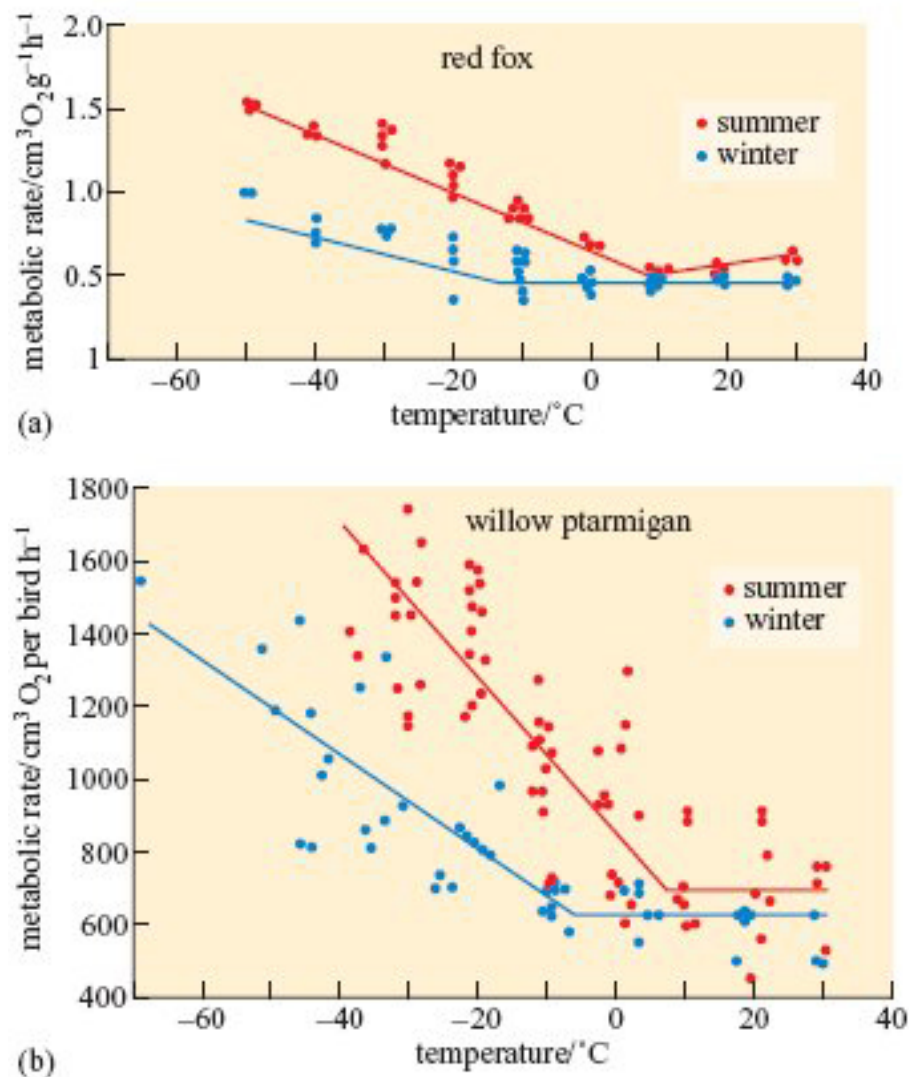 2.0
red fox
1.5
summer
winter
1.0
0.5
1
–60
–40
–20
0
20
40
metabolic rate/cm³O₂g⁻¹h⁻¹
temperature/°C
(a)
1800
willow ptarmigan
1600
summer
winter
1400
1200
1000
800
600
400
–60
–40
–20
0
20
40
metabolic rate/cm³ O₂ per bird h⁻¹
temperature/°C
(b)